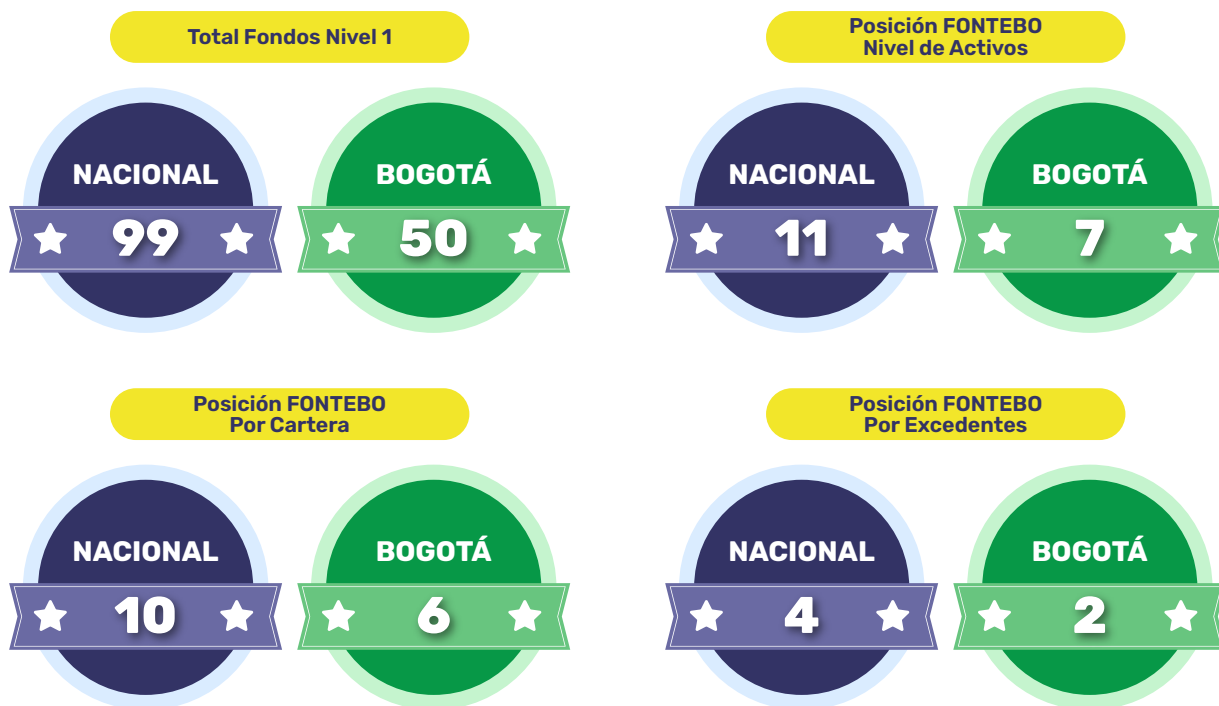 Total Fondos Nivel 1
NACIONAL
99
BOGOTÁ
50
Posición FONTEBO
Nivel de Activos
NACIONAL
11
BOGOTÁ
7
Posición FONTEBO
Por Cartera
NACIONAL
10
BOGOTÁ
6
Posición FONTEBO
Por Excedentes
NACIONAL
4
BOGOTÁ
2